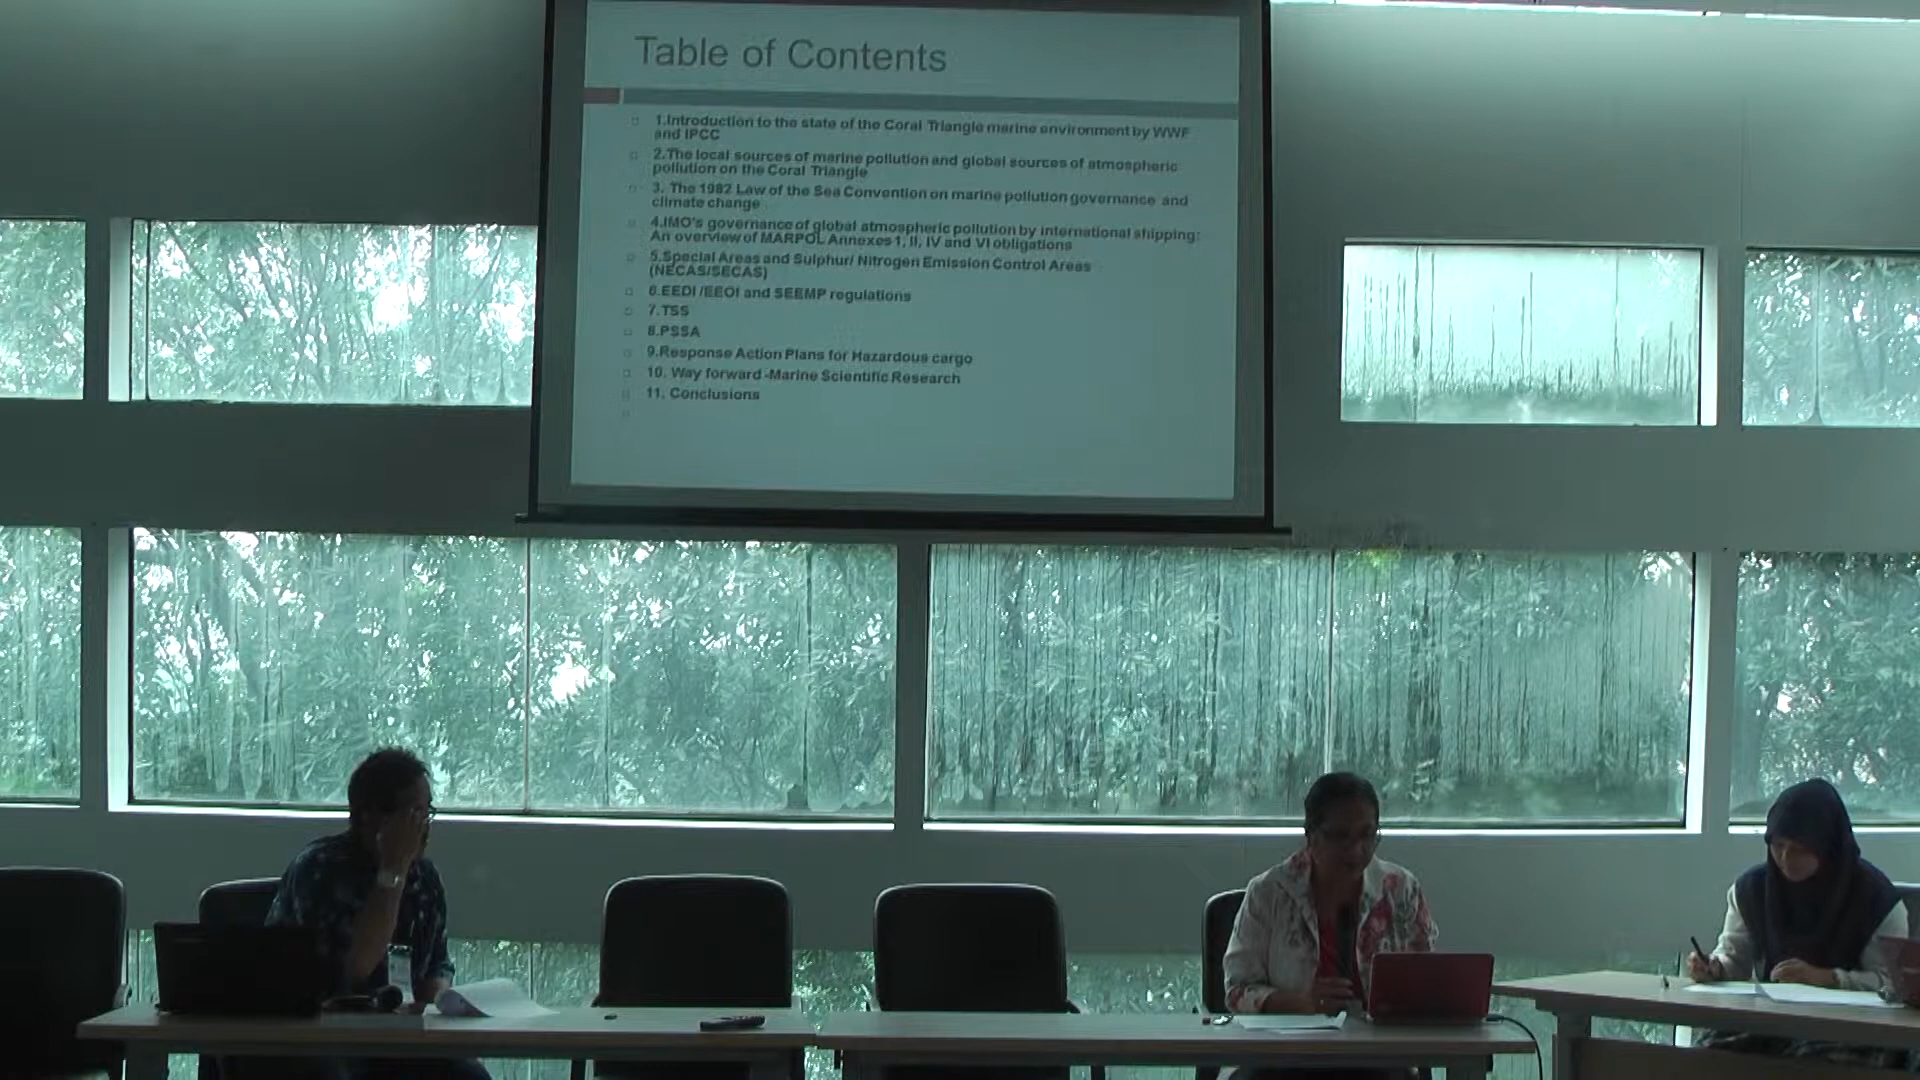 Table of Contents
1.Introduction to the state of the Coral Triangle marine environment by WWF
and IPCC
2.The local sources of marine pollution and global sources of atmospheric
pollution on the Coral Triangle
3. The 1982 Law of the Sea Convention on marine pollution governance and
climate change
4.IMO's governance of global atmospheric pollution by international shipping:
An overview of MARPOL Annexes 1, II, IV and VI obligations
5.Special Areas and Sulphur/ Nitrogen Emission Control Areas
(NECAS/SECAS)
6.EEDI /EEOI and SEEMP regulations
7.TSS
8.PSSA
9.Response Action Plans for Hazardous cargo
10. Way forward -Marine Scientific Research
11. Conclusions